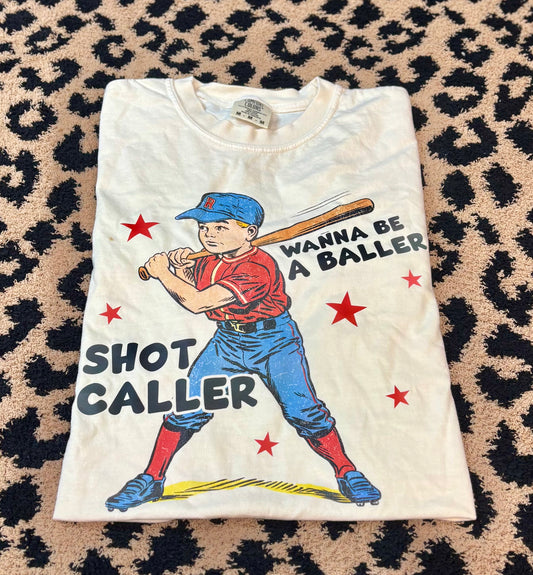 M • M • M
WANNA BE
A BALLER
SHOT
CALLER